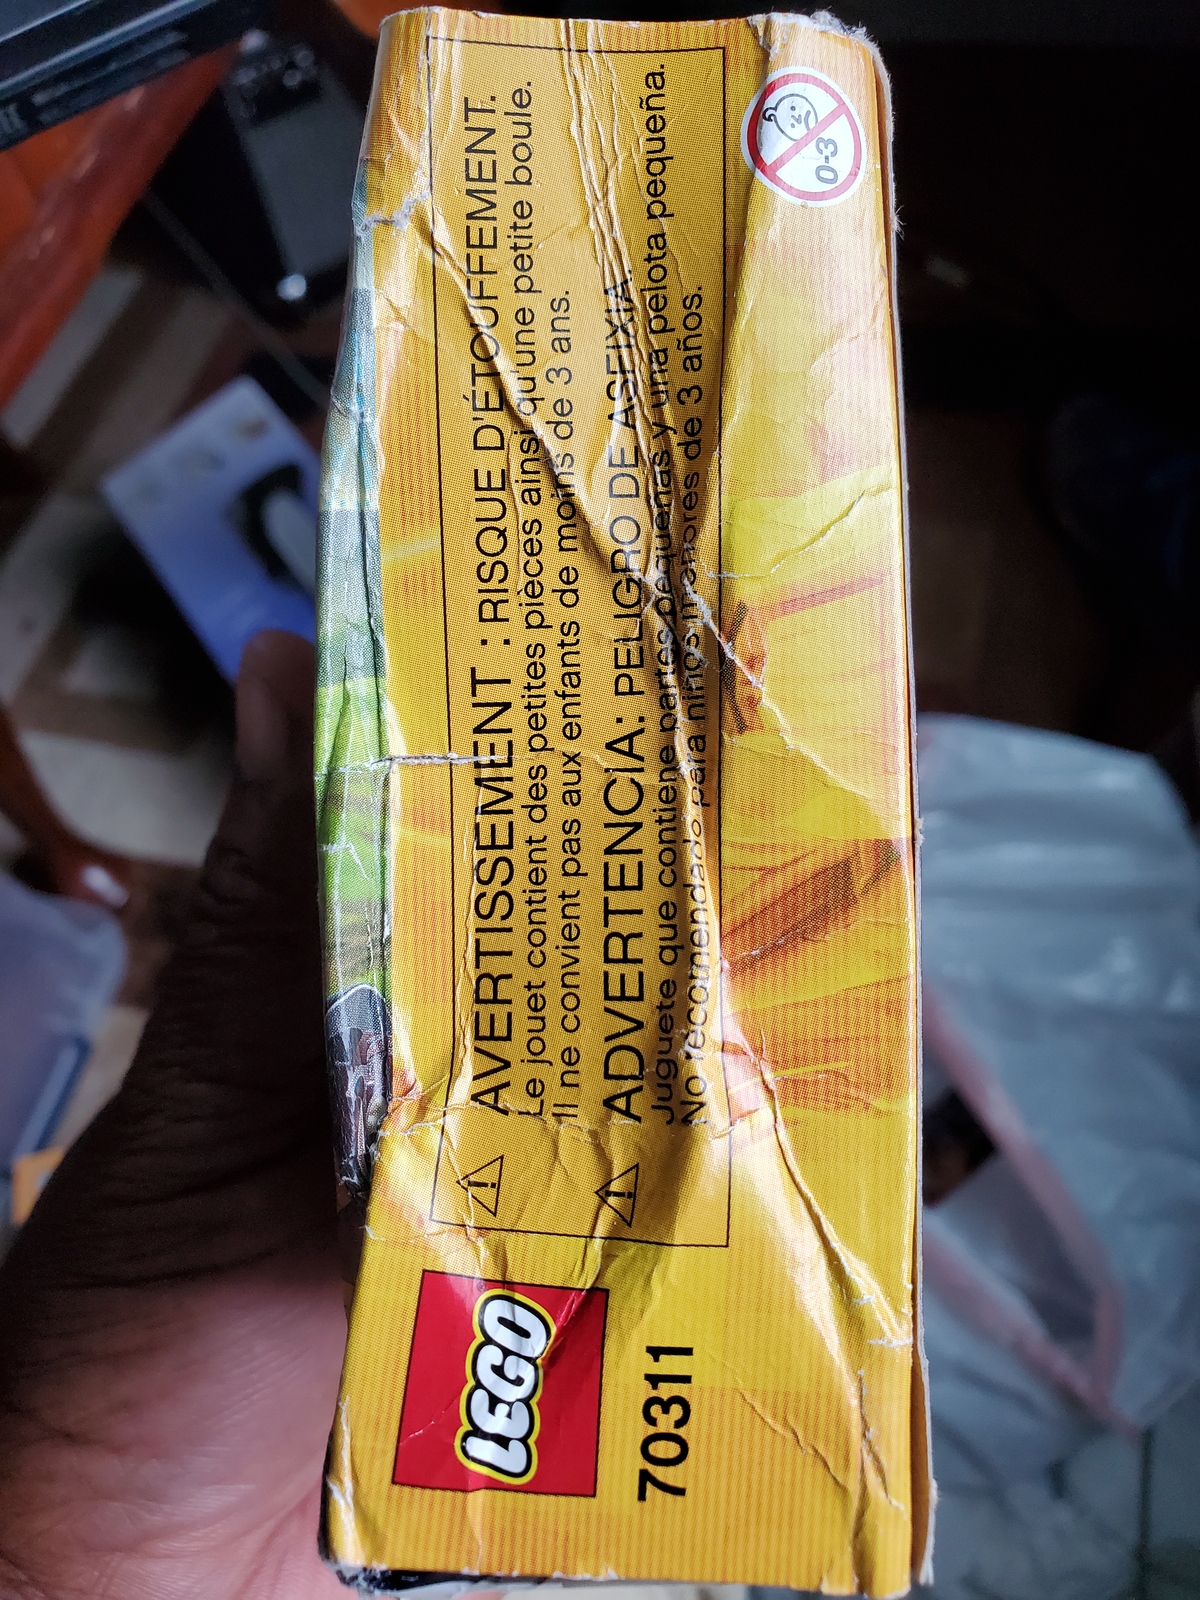 LEGO
70311
AVERTISSEMENT : RISQUE D'ÉTOUFFEMENT.
Le jouet contient des petites pièces ainsi qu'une petite boule.
Il ne convient pas aux enfants de moins de 3 ans.
ADVERTENCIA: PELIGRO DE ASFIXIA.
Juguete que contiene partes pequeñas y una pelota pequeña.
No recomendado para niños menores de 3 años.
0-3